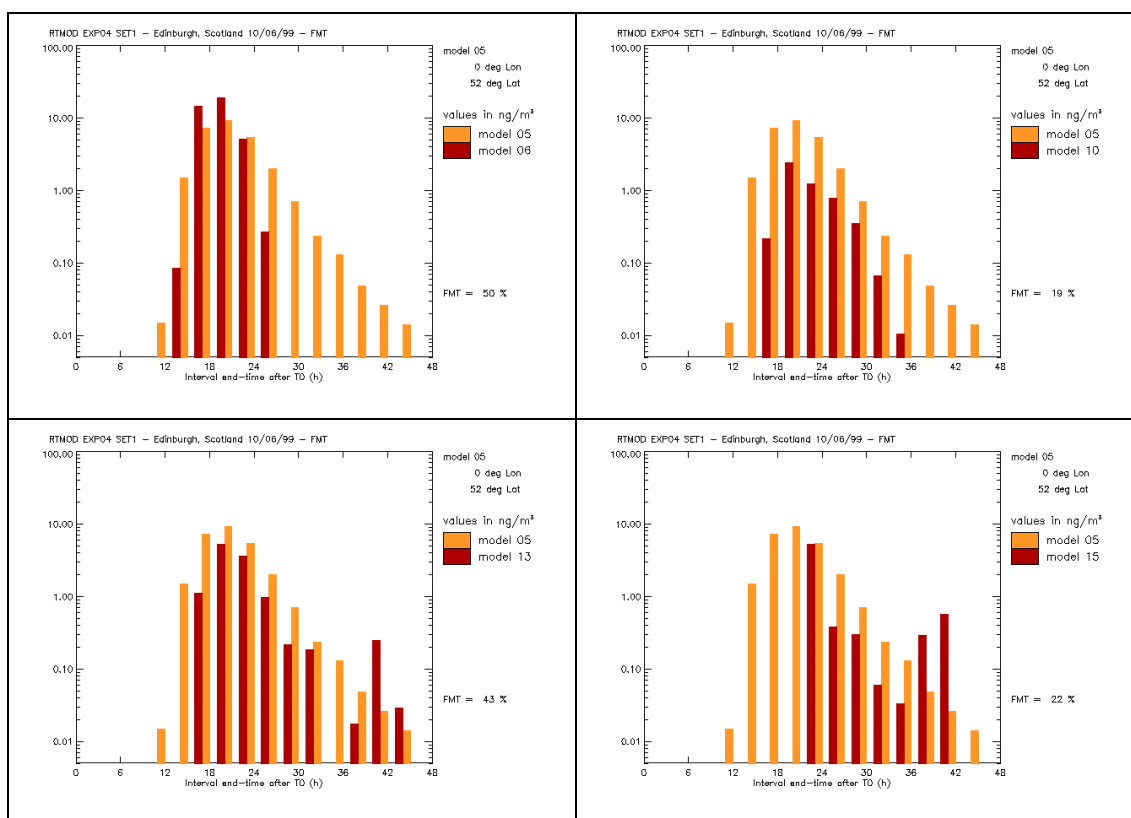 RTMOD EXP04 SET1 – Edinburgh, Scotland 10/06/99 – FMT
100.00
10.00
1.00
0.10
0.01
0 6 12 18 24 30 36 42 48
Interval end-time after T0 (h)
model 05
0 deg Lon
52 deg Lat
values in ng/m³
model 05
model 06
FMT = 50 %
RTMOD EXP04 SET1 – Edinburgh, Scotland 10/06/99 – FMT
100.00
10.00
1.00
0.10
0.01
0 6 12 18 24 30 36 42 48
Interval end-time after T0 (h)
model 05
0 deg Lon
52 deg Lat
values in ng/m³
model 05
model 10
FMT = 19 %
RTMOD EXP04 SET1 – Edinburgh, Scotland 10/06/99 – FMT
100.00
10.00
1.00
0.10
0.01
0 6 12 18 24 30 36 42 48
Interval end-time after T0 (h)
model 05
0 deg Lon
52 deg Lat
values in ng/m³
model 05
model 13
FMT = 43 %
RTMOD EXP04 SET1 – Edinburgh, Scotland 10/06/99 – FMT
100.00
10.00
1.00
0.10
0.01
0 6 12 18 24 30 36 42 48
Interval end-time after T0 (h)
model 05
0 deg Lon
52 deg Lat
values in ng/m³
model 05
model 15
FMT = 22 %